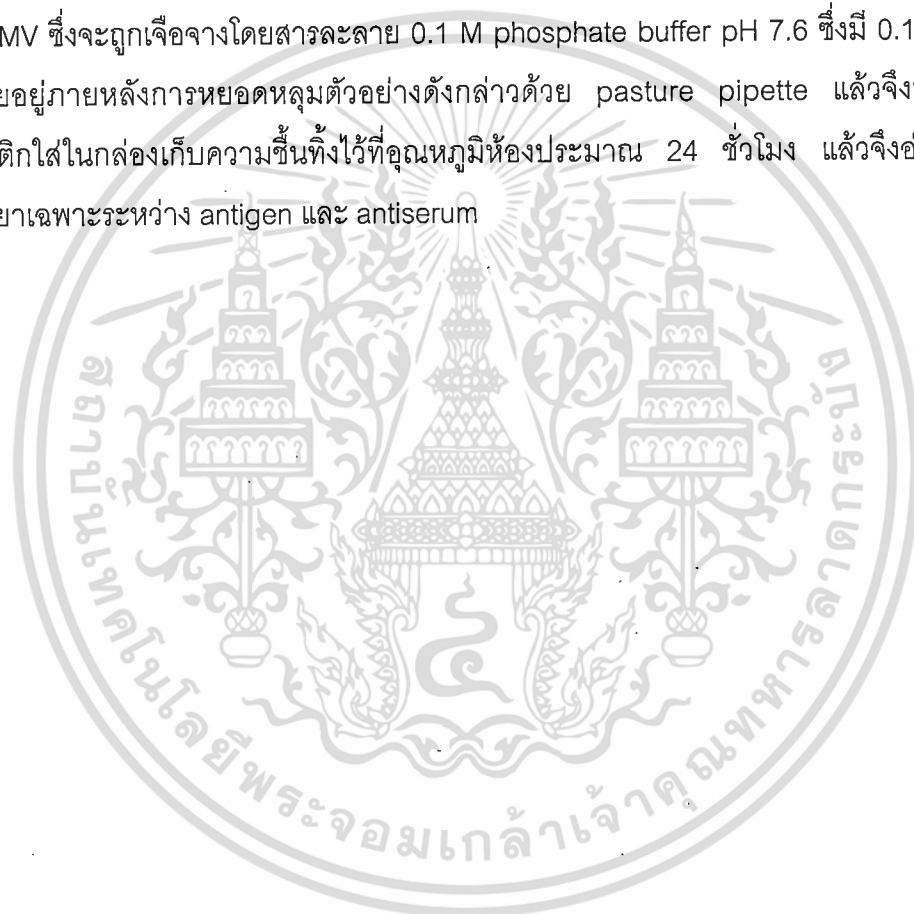 MV ซึ่งจะถูกเจือจางโดยสารละลาย 0.1 M phosphate buffer pH 7.6 ซึ่งมี 0.1
ยอยู่ภายหลังการหยอดหลุมตัวอย่างดังกล่าวด้วย pasture pipette แล้วจึง
ติกใส่ในกล่องเก็บความชื้นทิ้งไว้ที่อุณหภูมิห้องประมาณ 24 ชั่วโมง แล้วจึงอ
ยาเฉพาะระหว่าง antigen และ antiserum
สถาบันเทคโนโลยีพระจอมเกล้าเจ้าคุณทหารลาดกระบัง
๔